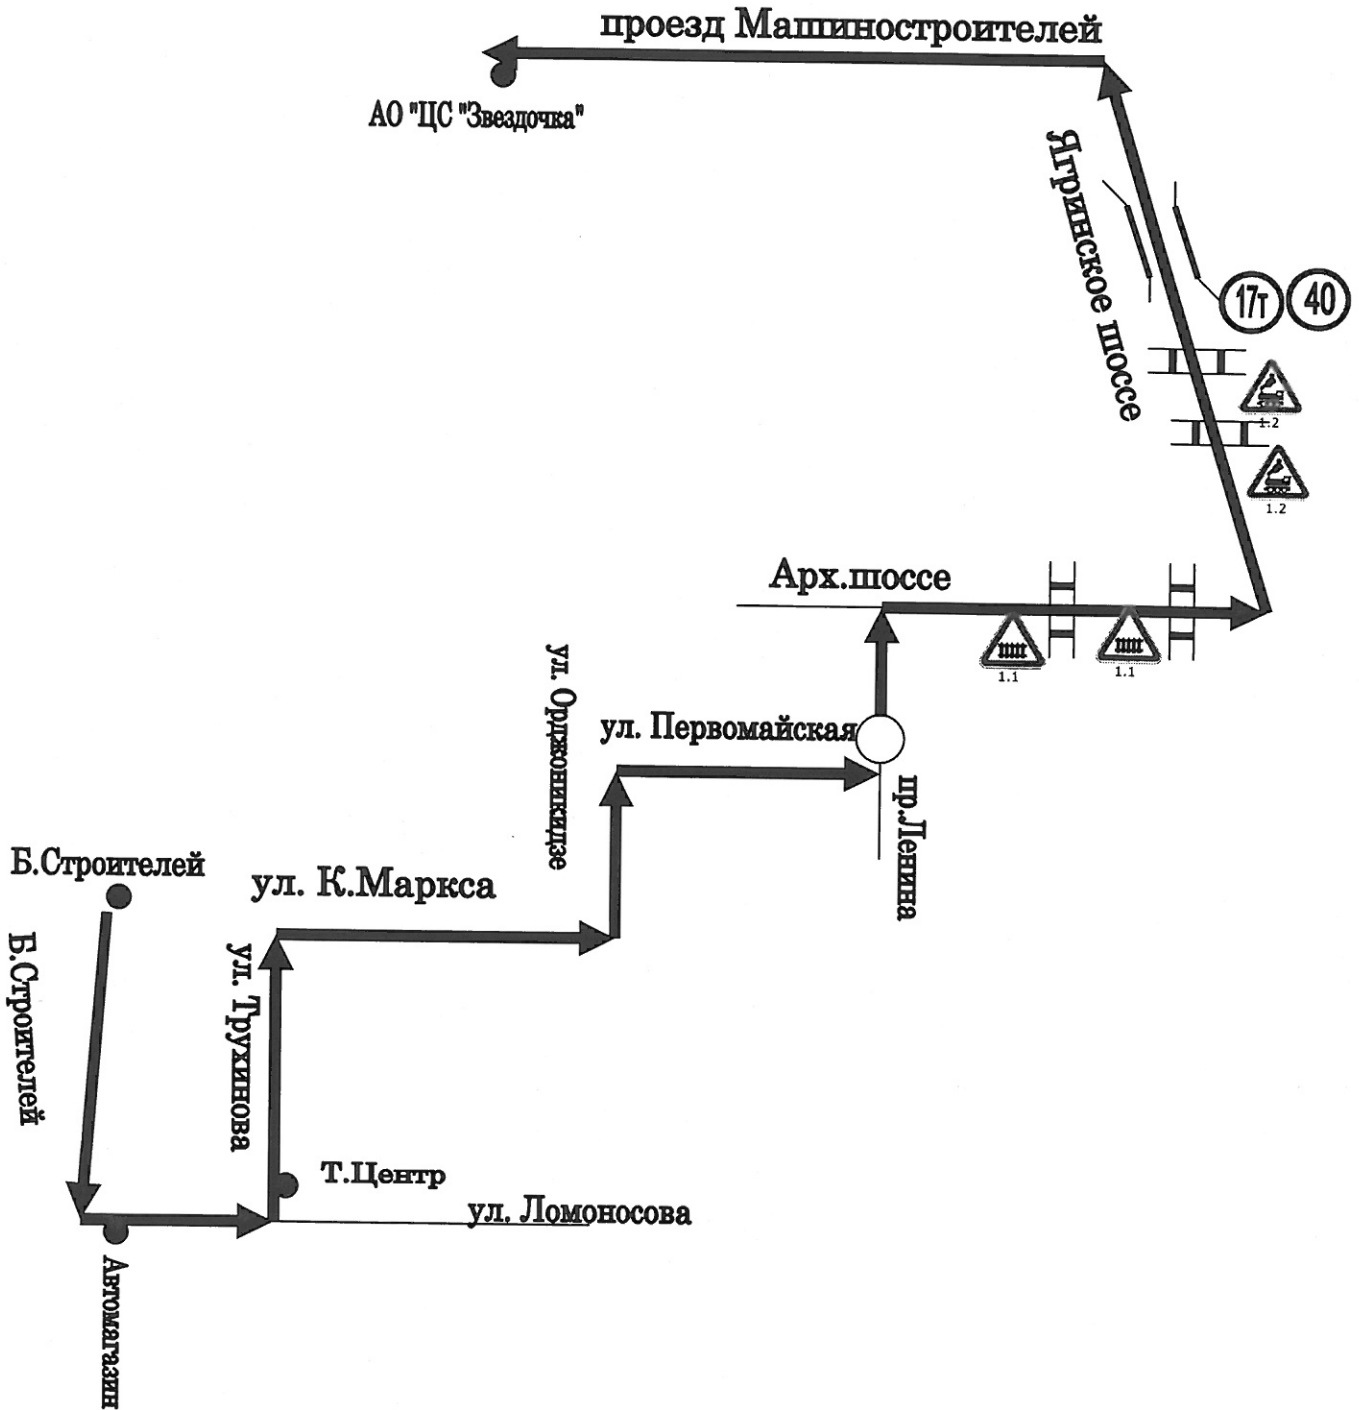 проезд Машиностроителей
АО "ЦС "Звездочка"
Ягринское шоссе
17т
40
1.2
1.2
Арх.шоссе
1.1
1.1
ул. Орджоникидзе
ул. Первомайская
пр.Ленина
Б.Строителей
ул. К.Маркса
Б.Строителей
ул. Трухинова
Т.Центр
ул. Ломоносова
Автомагазин